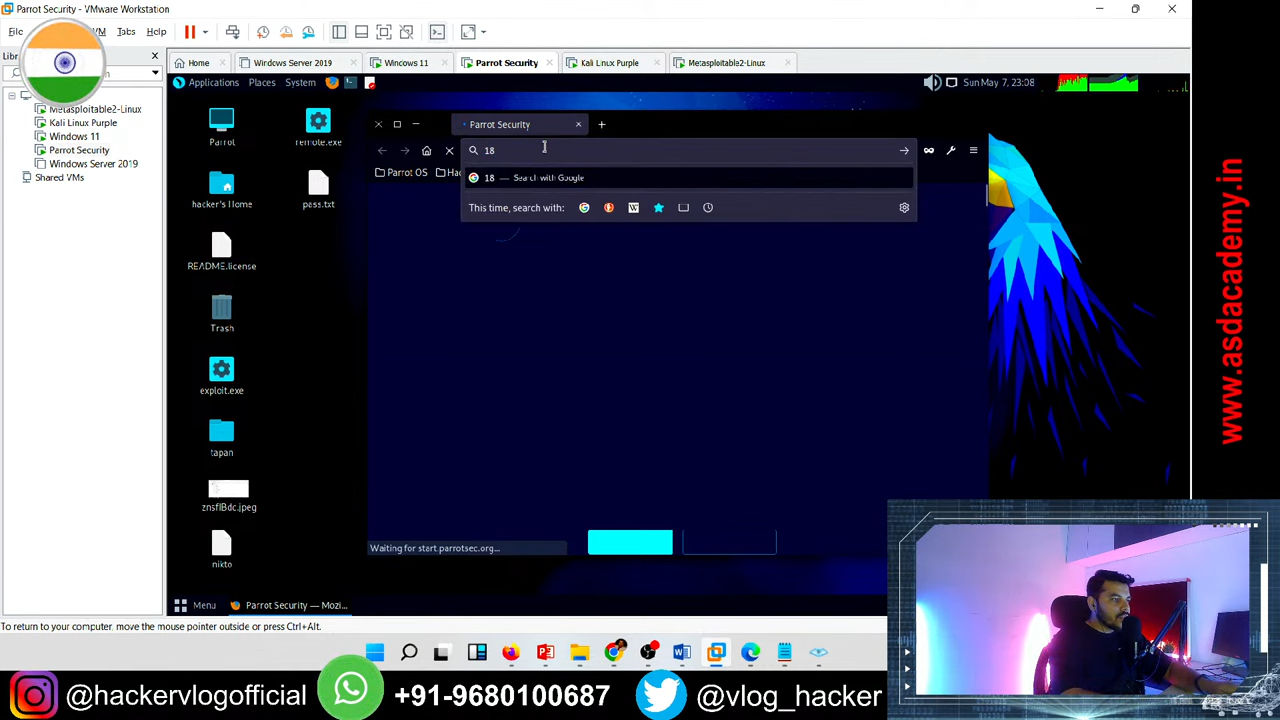 Parrot Security - VMware Workstation
VM Tabs Help
Home
Windows Server 2019
Windows 11
Parrot Security
Kali Linux Purple
Metasploitable2-Linux
Applications Places System
Sun May 7, 23:08
Metasploitable2-Linux
Kali Linux Purple
Windows 11
Parrot Security
Windows Server 2019
Shared VMs
Parrot
remote.exe
hacker's Home
pass.txt
README.license
Trash
exploit.exe
tapan
znsflBdc.jpeg
nikto
Parrot Security
18
18 — Search with Google
Parrot OS
This time, search with:
Waiting for start.parrotsec.org...
Menu
Parrot Security — Mozi...
To return to your computer, move the mouse pointer outside or press Ctrl+Alt.
www.asdacademy.in
@hackervlogofficial
+91-9680100687
@vlog_hacker